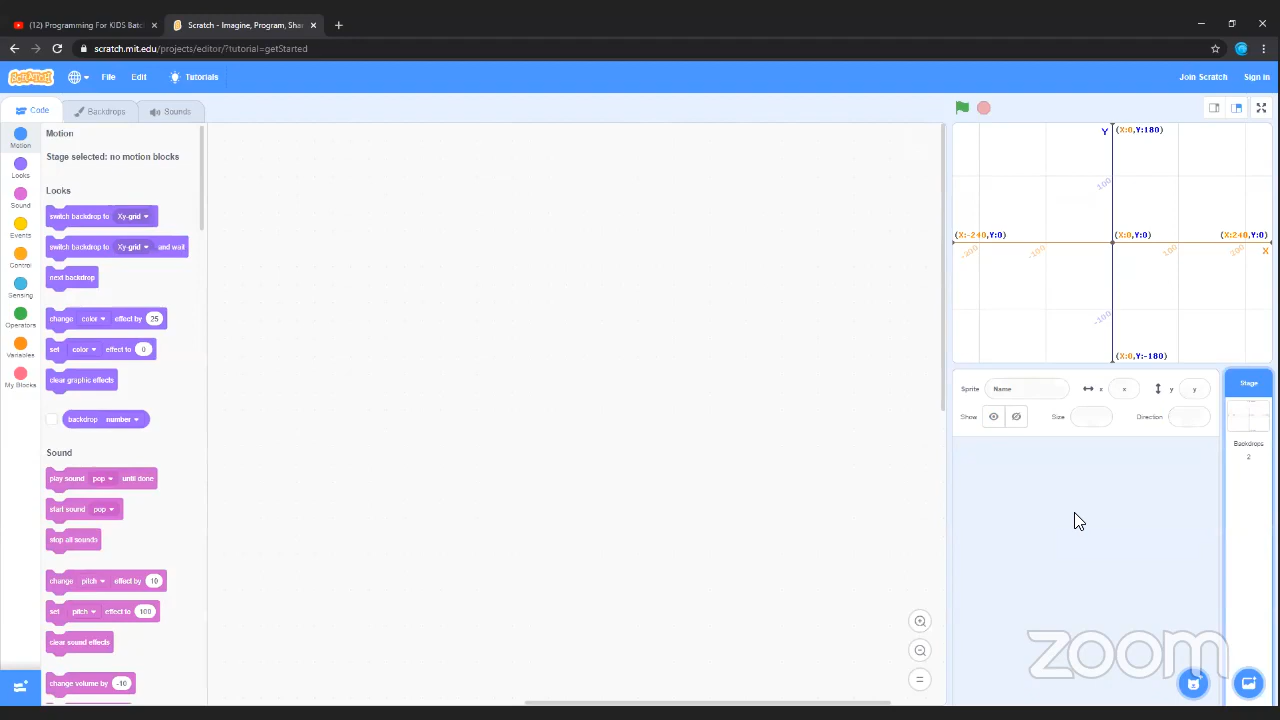 (12) Programming For KIDS Batc
Scratch - Imagine, Program, Sha
scratch.mit.edu/projects/editor/?tutorial=getStarted
SCRATCH
File
Edit
Tutorials
Join Scratch
Sign in
Code
Backdrops
Sounds
Motion
Looks
Sound
Events
Control
Sensing
Operators
Variables
My Blocks
Motion
Stage selected: no motion blocks
Looks
switch backdrop to Xy-grid
switch backdrop to Xy-grid and wait
next backdrop
change color effect by 25
set color effect to 0
clear graphic effects
backdrop number
Sound
play sound pop until done
start sound pop
stop all sounds
change pitch effect by 10
set pitch effect to 100
clear sound effects
change volume by -10
Y
(X:0,Y:180)
100
(X:-240,Y:0)
(X:0,Y:0)
(X:240,Y:0)
-200
-100
100
200
X
-100
(X:0,Y:-180)
Sprite
Name
x
x
y
y
Show
Size
Direction
Stage
Backdrops
2
zoom